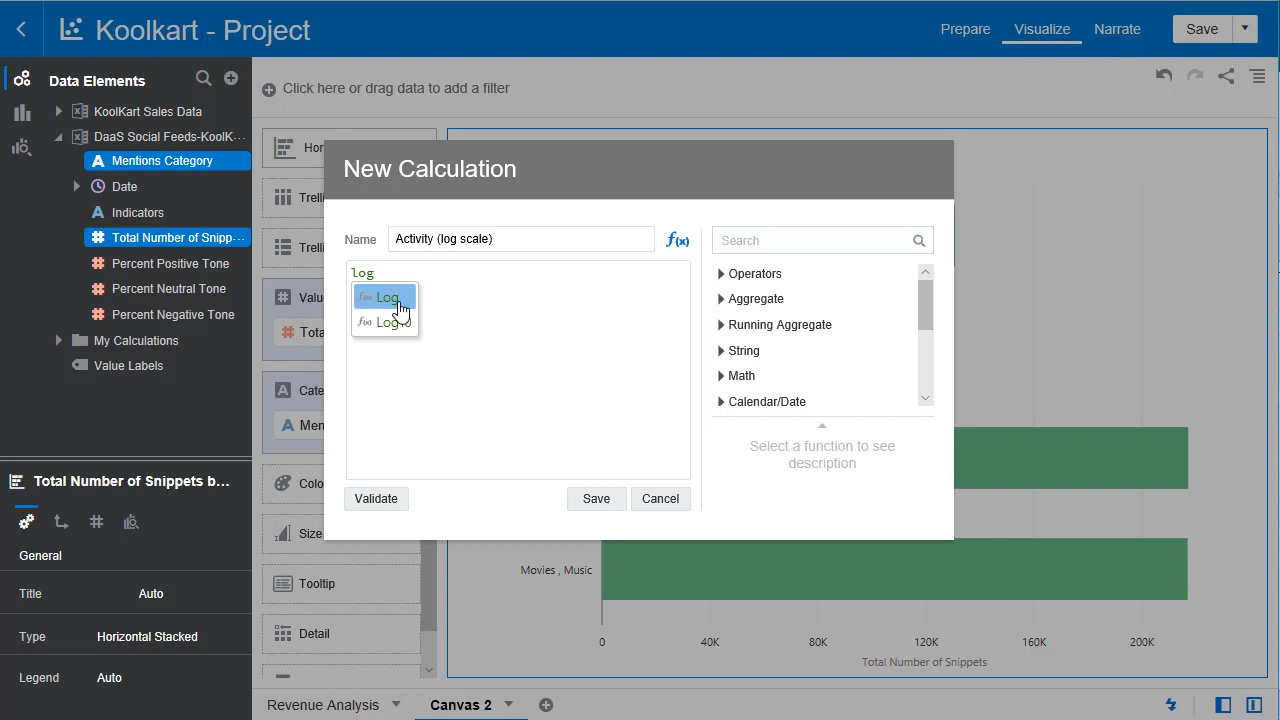 Koolkart - Project
Prepare
Visualize
Narrate
Save
Data Elements
KoolKart Sales Data
DaaS Social Feeds-KoolK...
Mentions Category
Date
Indicators
Total Number of Snipp...
Percent Positive Tone
Percent Neutral Tone
Percent Negative Tone
My Calculations
Value Labels
Click here or drag data to add a filter
Hor
Trelli
Trelli
Valu
Tota
Cate
Men
Colo
Size
Tooltip
Detail
New Calculation
Name
Activity (log scale)
f(x)
log
f(x) Log
f(x) Log10
Validate
Save
Cancel
Search
Operators
Aggregate
Running Aggregate
String
Math
Calendar/Date
Select a function to see
description
Movies , Music
0
40K
80K
120K
160K
200K
Total Number of Snippets
Total Number of Snippets b...
General
Title
Auto
Type
Horizontal Stacked
Legend
Auto
Revenue Analysis
Canvas 2